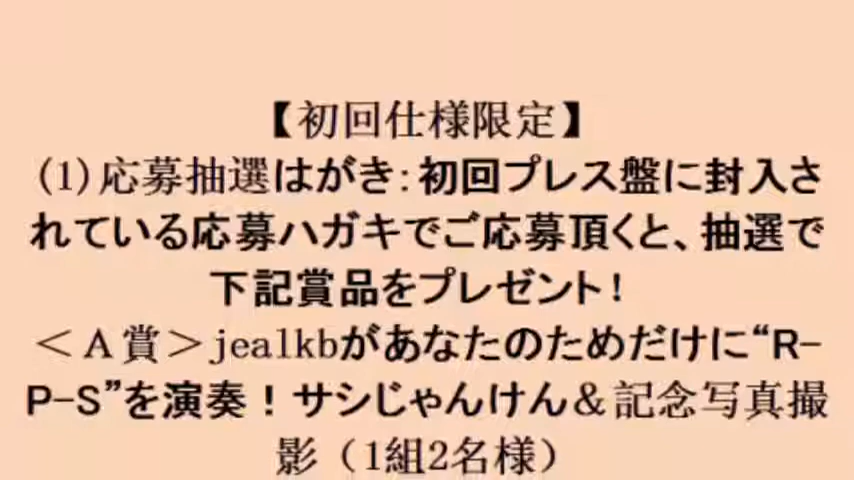 【初回仕様限定】
(1)応募抽選はがき:初回プレス盤に封入さ
れている応募ハガキでご応募頂くと、抽選で
下記賞品をプレゼント!
＜Ａ賞＞jealkbがあなたのためだけに“R-
P-S”を演奏！サシじゃんけん＆記念写真撮
影（1組2名様）